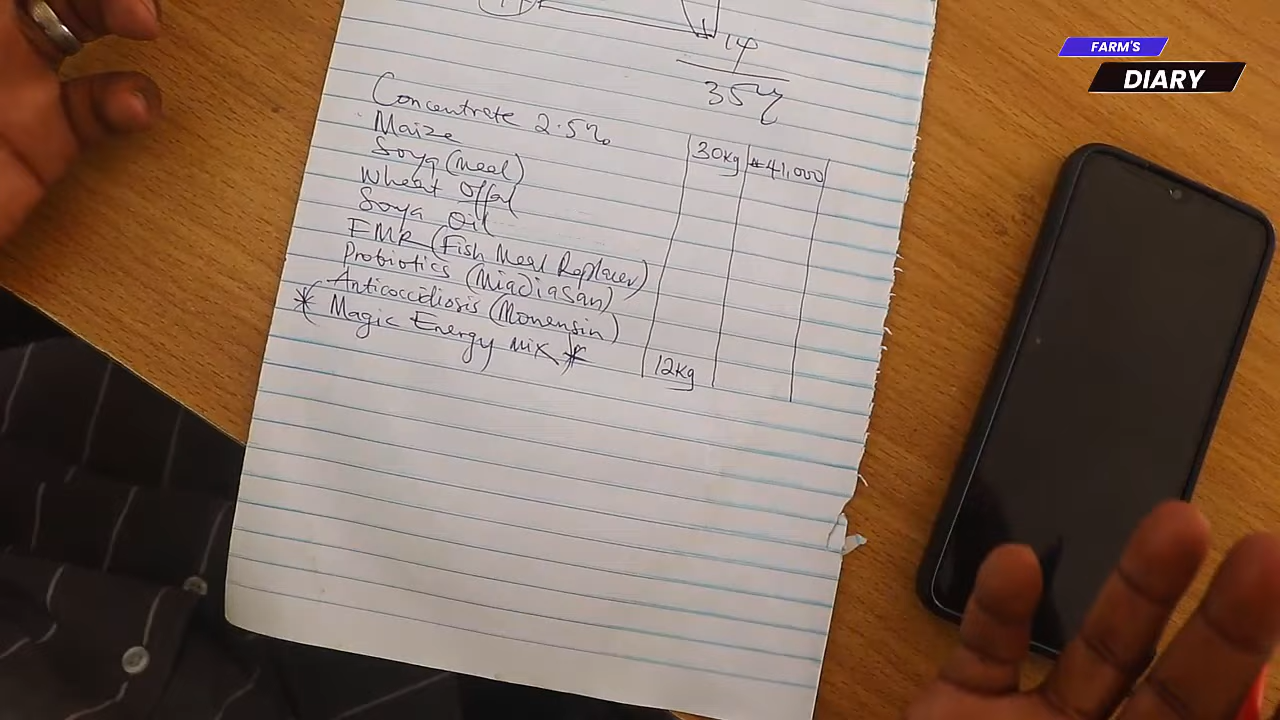 FARM'S
DIARY
14
35%
Concentrate 2.5% 30kg ₦41,000
Maize
Soya (Meal)
Wheat Offal
Soya Oil
FMR (Fish Meal Replacer)
Probiotics (Miadiasan)
Anticoccidiosis (Monensin)
* Magic Energy mix * 12kg